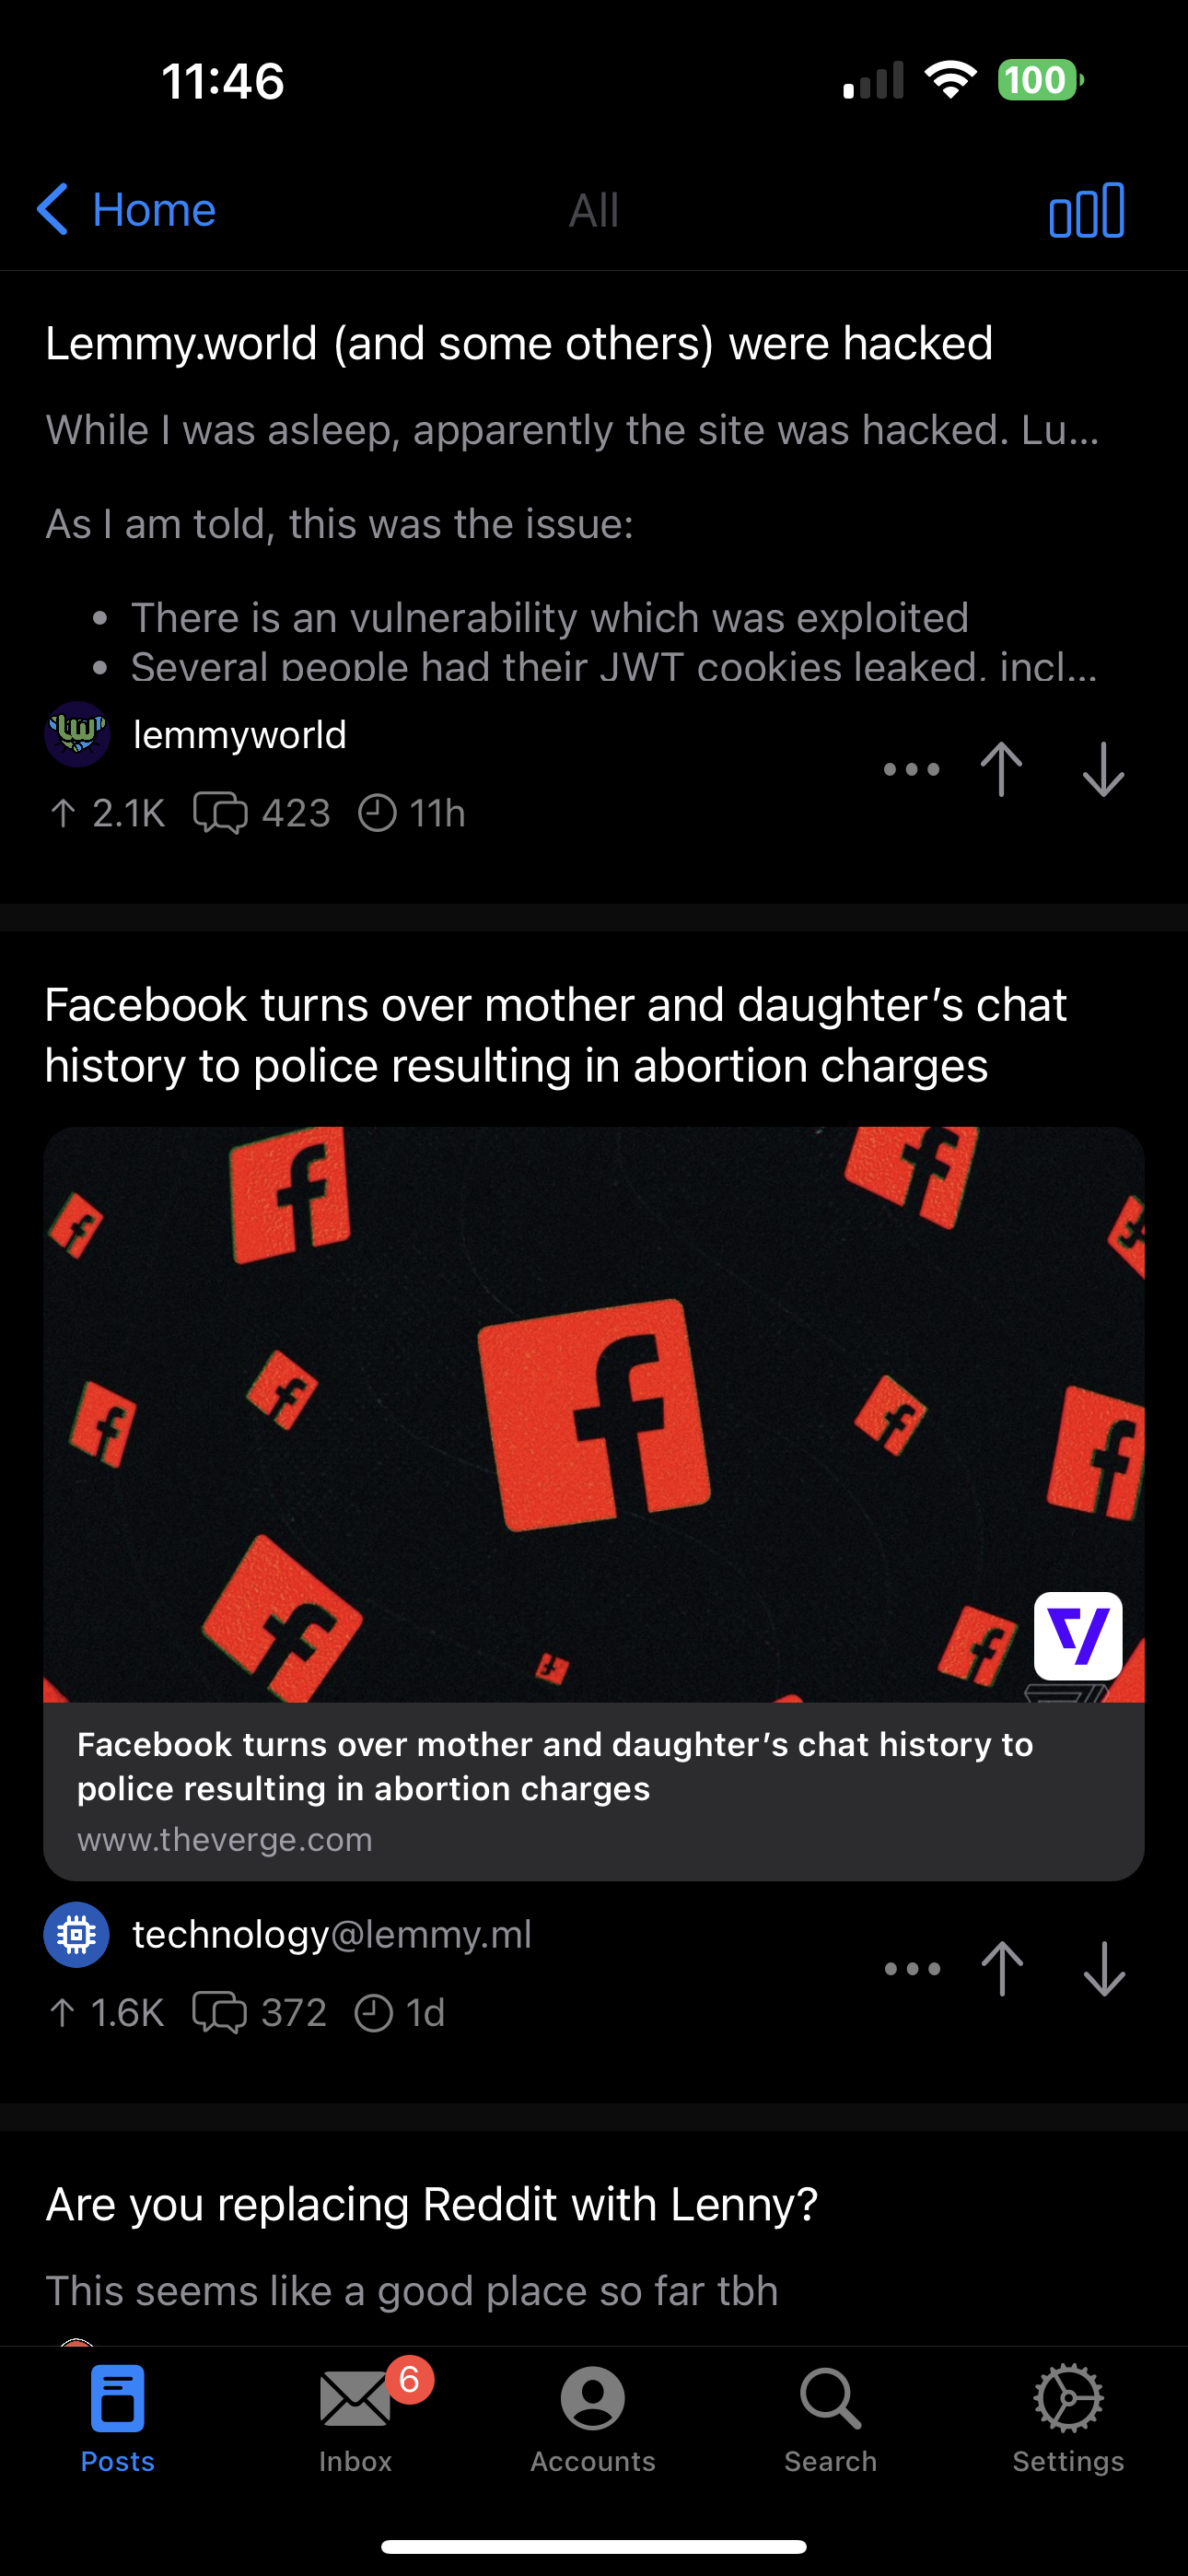 11:46
100
Home
All
Lemmy.world (and some others) were hacked
While I was asleep, apparently the site was hacked. Lu...
As I am told, this was the issue:
• There is an vulnerability which was exploited
• Several people had their JWT cookies leaked, incl...
lemmyworld
2.1K 423 11h
Facebook turns over mother and daughter’s chat
history to police resulting in abortion charges
Facebook turns over mother and daughter’s chat history to
police resulting in abortion charges
www.theverge.com
technology@lemmy.ml
1.6K 372 1d
Are you replacing Reddit with Lenny?
This seems like a good place so far tbh
6
Posts
Inbox
Accounts
Search
Settings